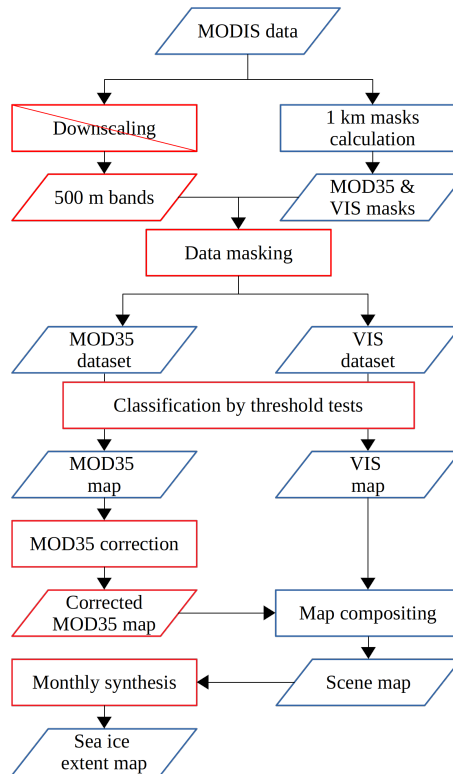 MODIS data
Downscaling
1 km masks
calculation
500 m bands
MOD35 &
VIS masks
Data masking
MOD35
dataset
VIS
dataset
Classification by threshold tests
MOD35
map
VIS
map
MOD35 correction
Corrected
MOD35 map
Map compositing
Monthly synthesis
Scene map
Sea ice
extent map